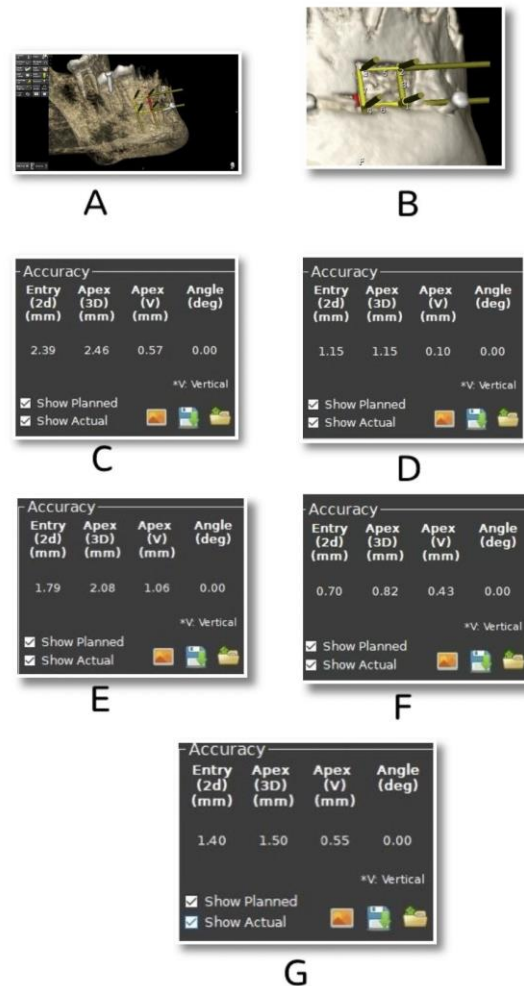 A
B
Accuracy
Entry (2d) (mm) Apex (3D) (mm) Apex (V) (mm) Angle (deg)
2.39 2.46 0.57 0.00
*V: Vertical
Show Planned
Show Actual
C
Accuracy
Entry (2d) (mm) Apex (3D) (mm) Apex (V) (mm) Angle (deg)
1.15 1.15 0.10 0.00
*V: Vertical
Show Planned
Show Actual
D
Accuracy
Entry (2d) (mm) Apex (3D) (mm) Apex (V) (mm) Angle (deg)
1.79 2.08 1.06 0.00
*V: Vertical
Show Planned
Show Actual
E
Accuracy
Entry (2d) (mm) Apex (3D) (mm) Apex (V) (mm) Angle (deg)
0.70 0.82 0.43 0.00
*V: Vertical
Show Planned
Show Actual
F
Accuracy
Entry (2d) (mm) Apex (3D) (mm) Apex (V) (mm) Angle (deg)
1.40 1.50 0.55 0.00
*V: Vertical
Show Planned
Show Actual
G